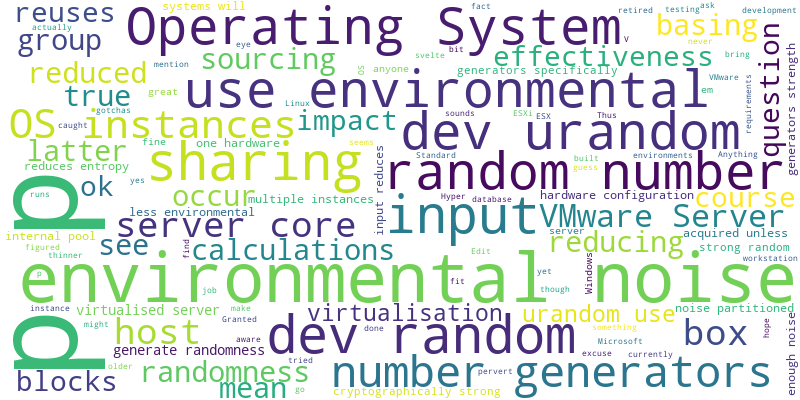 reuses
systems will
fact
retired
testing
ask
development
actually
Operating System
V
basing
group
sourcing
eye
svelte
bit
never
effectiveness
mention
OS
anyone
generators specifically
bring
reduced
true
great
Linux
use environmental
VMware
em
question
requirements
generators strength
gotchas
ESXi
ESX
sounds
Thus
OS instances
impact
dev urandom
caught
fine
one hardware
seems
Standard
built
guess
environments
Anything
latter
reduces entropy
sharing
random number
yes
runs
p
ok
occur
multiple instances
Hyper
database
hardware configuration
course
less environmental
input reduces
input
VMware Server
internal pool
server core
server
acquired unless
figured
see
calculations
Edit
reducing
strong random
thinner
find
workstation
environmental noise
p
job
fit
yet
though
Windows
instance
virtualised server
make
noise partitioned
might
Granted
virtualisation
urandom use
hope
host
aware
dev random
done
something
box
p
generate randomness
tried
Microsoft
excuse
currently
older
blocks
randomness
number generators
pervert
enough noise
mean
go
cryptographically strong